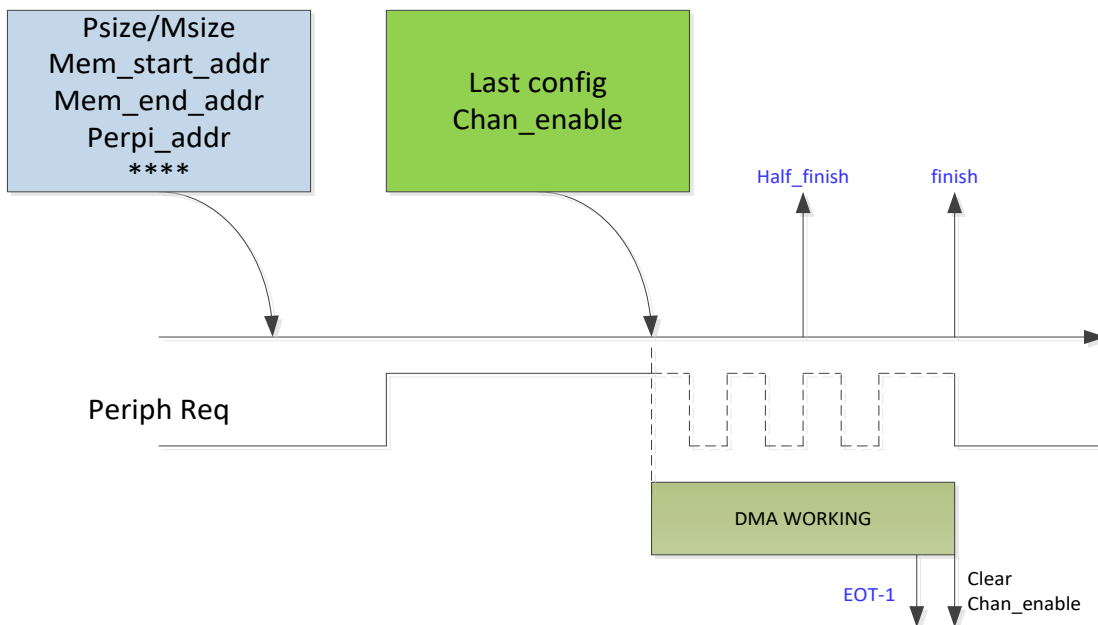 Psize/Msize
Mem_start_addr
Mem_end_addr
Perpi_addr
****
Last config
Chan_enable
Half_finish
finish
Periph Req
DMA WORKING
EOT-1
Clear
Chan_enable